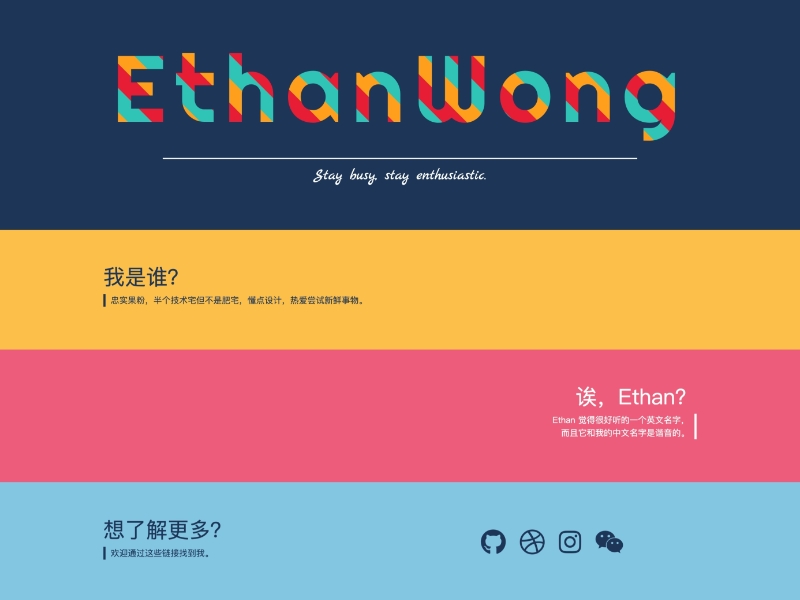 EthanWong
Stay busy, stay enthusiastic.
我是谁?
忠实果粉，半个技术宅但不是肥宅，懂点设计，热爱尝试新鲜事物。
诶，Ethan?
Ethan 觉得很好听的一个英文名字，
而且它和我的中文名字是谐音的。
想了解更多?
欢迎通过这些链接找到我。